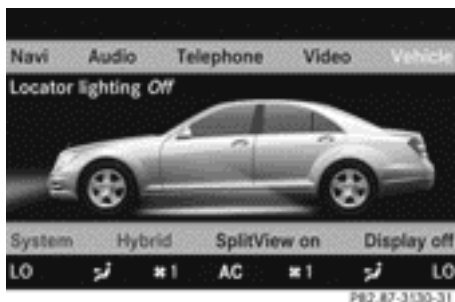 Navi Audio Telephone Video Vehicle
Locator lighting Off
System Hybrid SplitView on Display off
LO 1 AC 1 LO
P82.87-3130-31